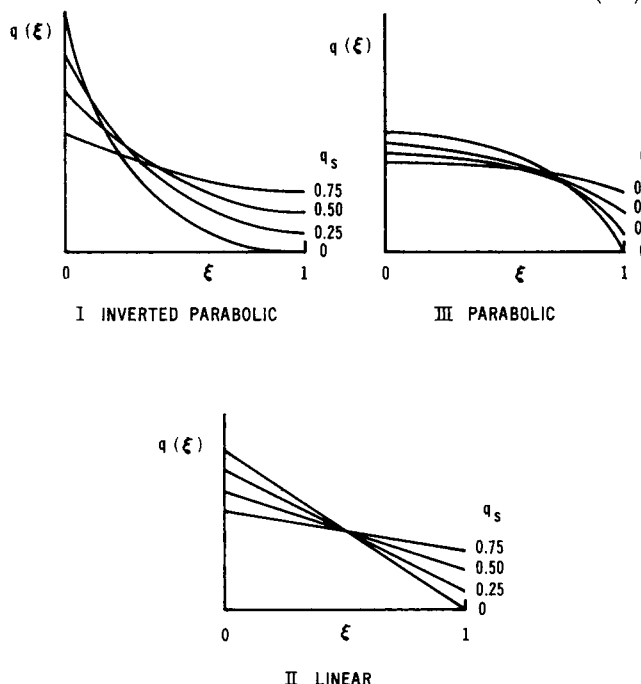 q (ξ)
q_s
0.75
0.50
0.25
0
0 ξ 1
I INVERTED PARABOLIC
q (ξ)
0 ξ 1
III PARABOLIC
q (ξ)
q_s
0.75
0.50
0.25
0
0 ξ 1
II LINEAR